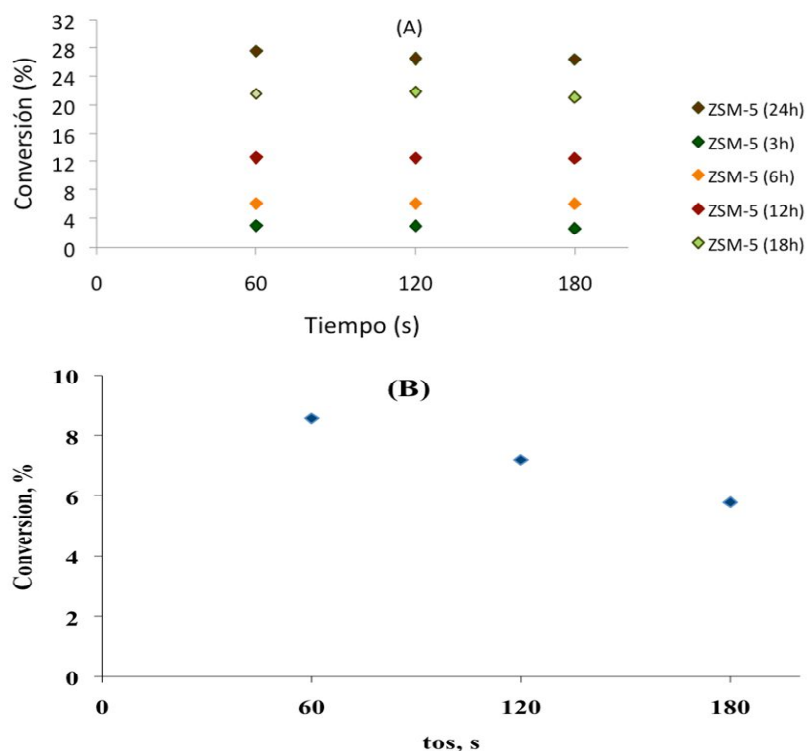 (A)
32
28
24
20
16
12
8
4
0
Conversión (%)
0 60 120 180
Tiempo (s)
ZSM-5 (24h)
ZSM-5 (3h)
ZSM-5 (6h)
ZSM-5 (12h)
ZSM-5 (18h)
(B)
10
8
6
4
2
0
Conversion, %
0 60 120 180
tos, s